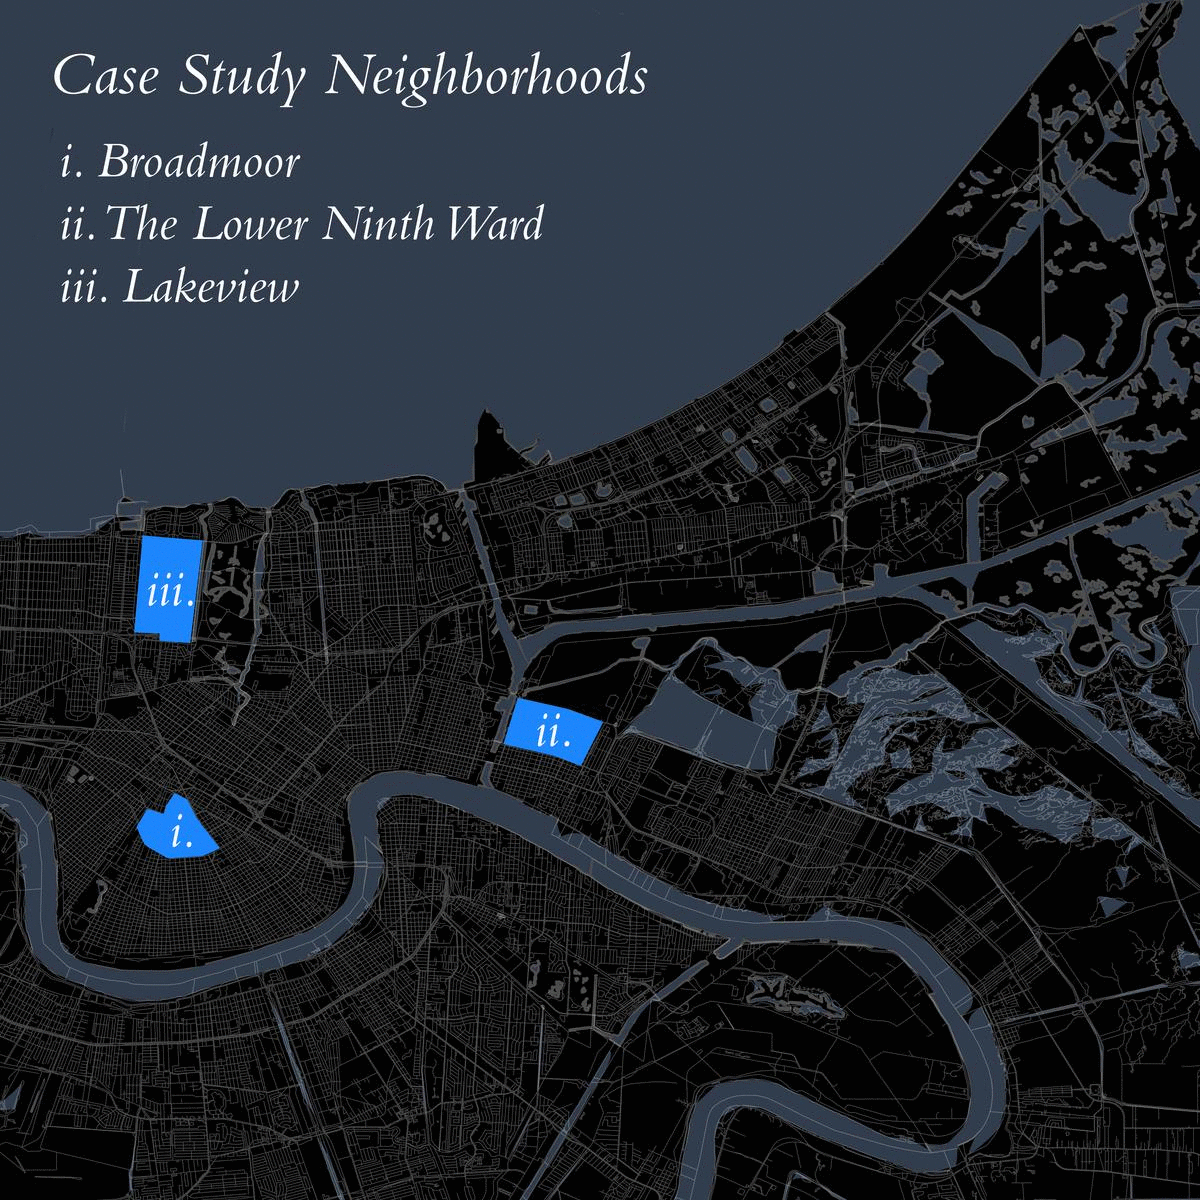 Case Study Neighborhoods
i. Broadmoor
ii. The Lower Ninth Ward
iii. Lakeview
iii.
ii.
i.